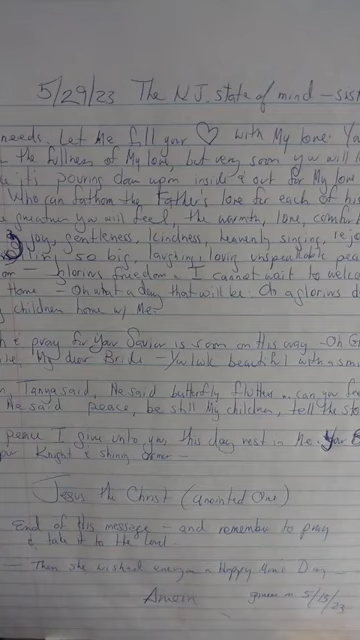 5/29/23 The NJ. state of mind - 
needs. Let Me fill your ♡ with My love. You
the fullness of My love, but very soon you will
it's pouring down upon inside & out for My love
Who can fathom the Father's love for each of his
greater you will feel, the warmth, love, comfort
joy, gentleness, kindness, heavenly singing,
so big, laughing, loving unspeakable
glorious freedom. I cannot wait to
Home - Oh what a day that will be. Oh glorious
children home w/ Me?
& pray for your Savior is soon on His way - Oh
My dear Bride - You look beautiful with a
Tanya said, He said butterfly flutter.. can you
He said peace, be still My children, tell the
peace I give unto you, this day rest in Me. Your
Knight & shining armor -
Jesus the Christ (anointed One)
End of this message - and remember to pray
& take it to the Lord.
- Then she wished everyone a Happy Day
Amein given on 5/13/23